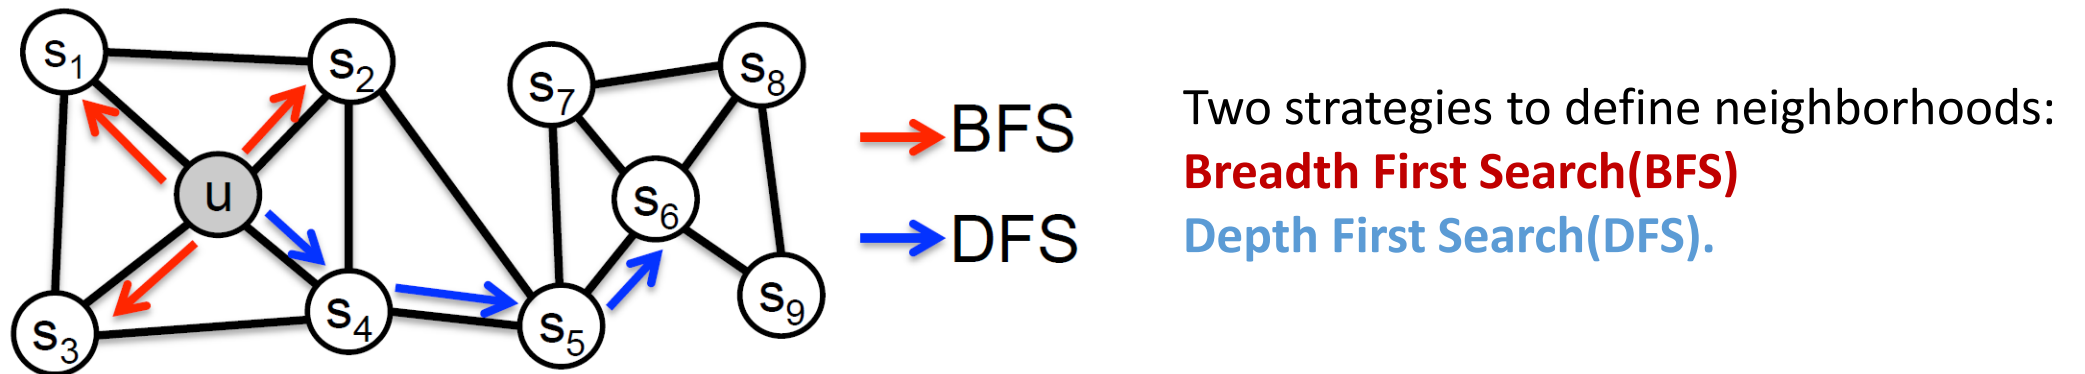 s1
s2
s7
s8
u
s6
s3
s4
s5
s9
BFS
DFS
Two strategies to define neighborhoods:
Breadth First Search(BFS)
Depth First Search(DFS).